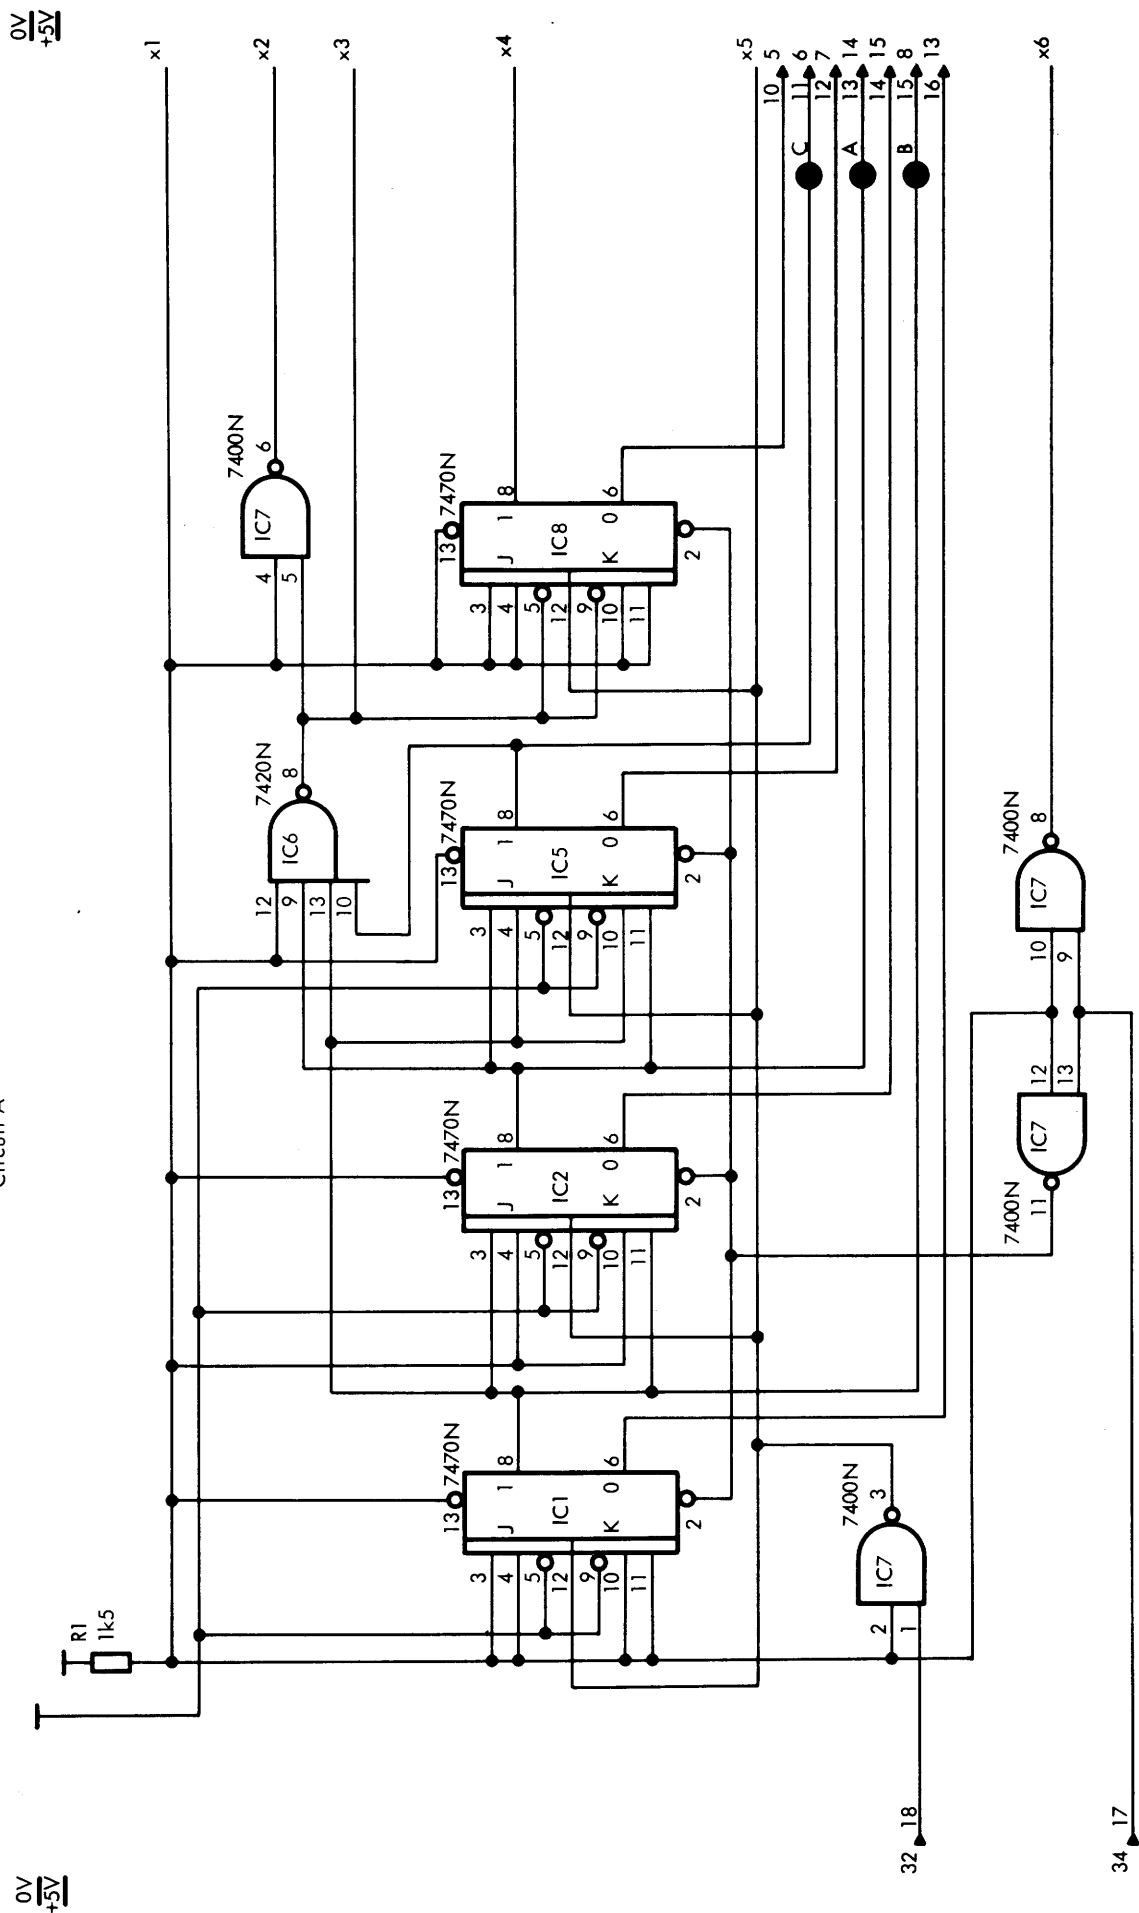 0V
+5V
x1
x2
x3
x4
x5
10 5
11 6
12 7
13 14
14 15
15 8
16 13
x6
C
A
B
7400N
IC7
4
5
6
7420N
IC6
12
9
13
10
8
7470N
13
J 1 8
IC8
K 0 6
3
4
5
12
9
10
11
2
7470N
13
J 1 8
IC5
K 0 6
3
4
5
12
9
10
11
2
7470N
13
J 1 8
IC2
K 0 6
3
4
5
12
9
10
11
2
7470N
13
J 1 8
IC1
K 0 6
3
4
5
12
9
10
11
2
R1
1k5
7400N
IC7
2
1
3
7400N
IC7
12
13
11
7400N
IC7
10
9
8
32 18
34 17
0V
+5V